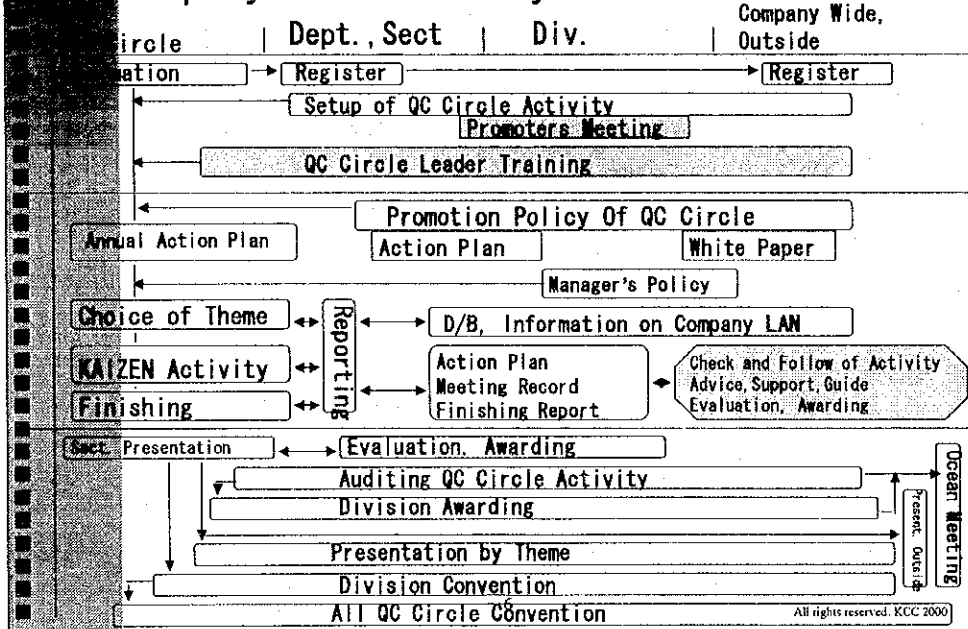 Company Wide,
ircle Dept., Sect Div. Outside
ation Register Register
Setup of QC Circle Activity
Promoters Meeting
QC Circle Leader Training
Promotion Policy Of QC Circle
Annual Action Plan Action Plan White Paper
Manager's Policy
Choice of Theme D/B, Information on Company LAN
Reporting
KAIZEN Activity
Finishing
Action Plan
Meeting Record
Finishing Report
Check and Follow of Activity
Advice, Support, Guide
Evaluation, Awarding
Sect. Presentation Evaluation, Awarding
Auditing QC Circle Activity
Division Awarding
Presentation by Theme
Division Convention
All QC Circle Convention
Present. Outside
Ocean Meeting
6
All rights reserved. KCC 2000